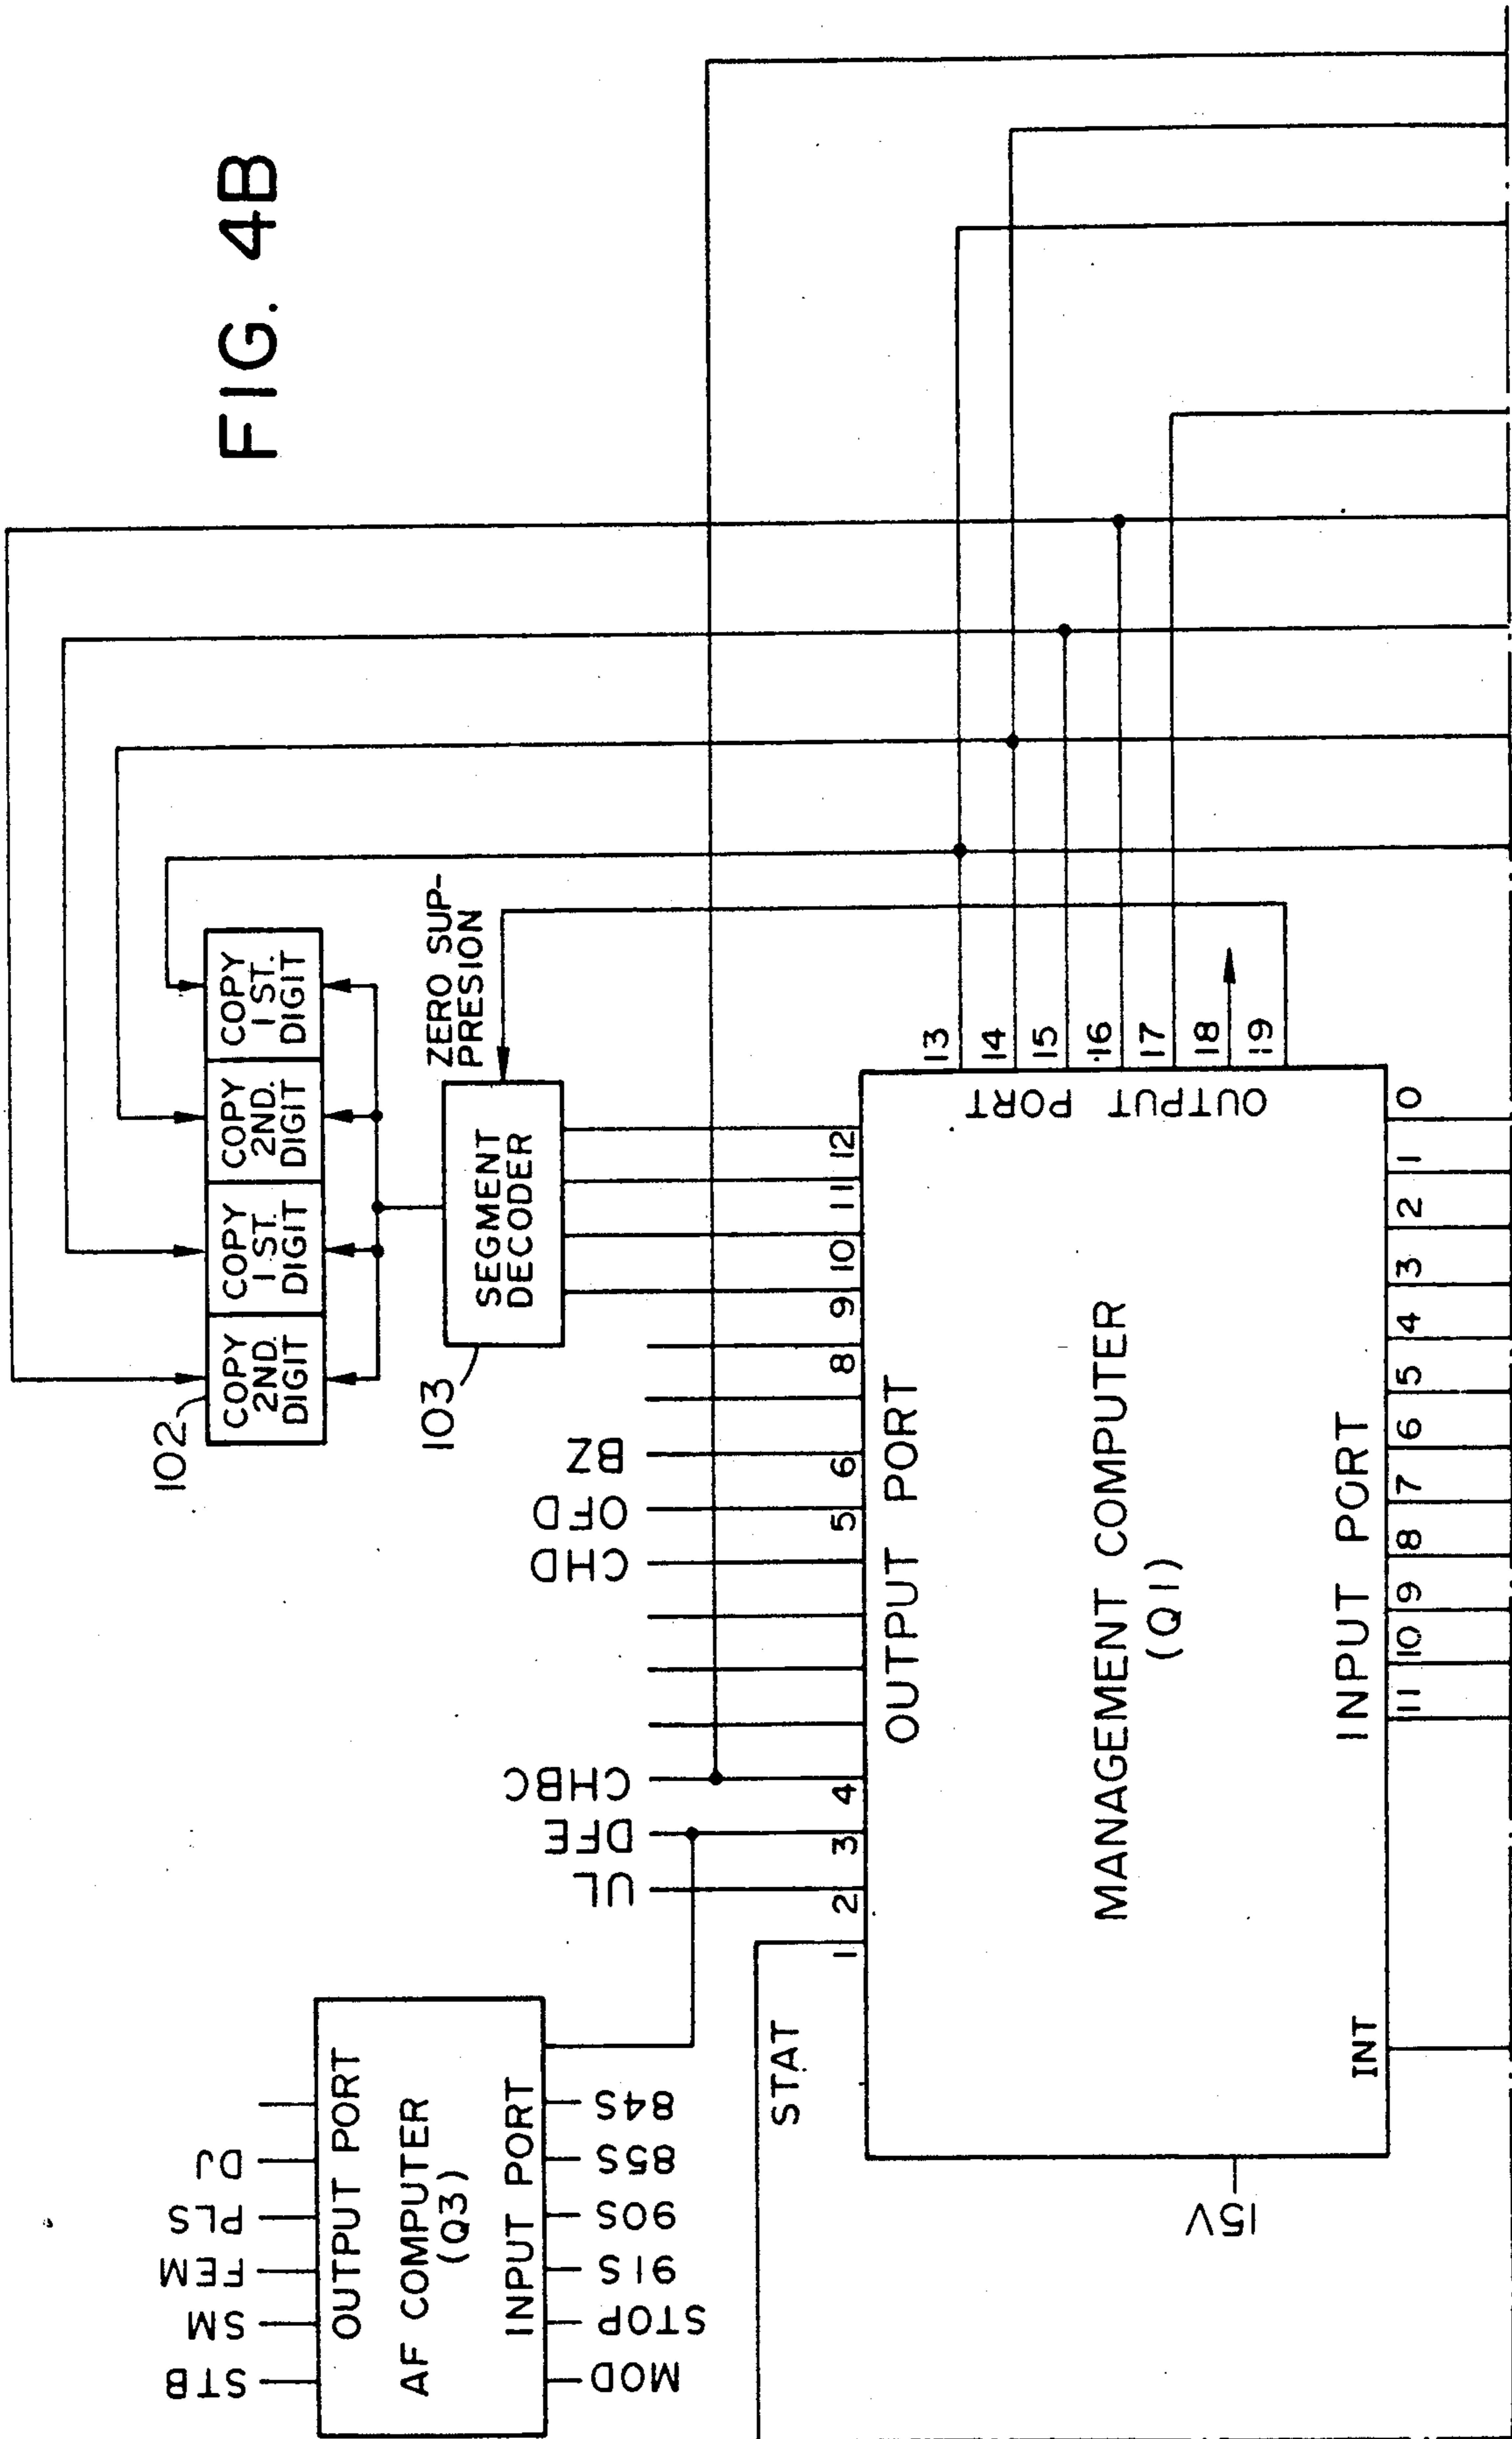 FIG. 4B
102
COPY 2ND. DIGIT
COPY 1ST. DIGIT
COPY 2ND. DIGIT
COPY 1ST. DIGIT
103
SEGMENT DECODER
ZERO SUP-
PRESION
STB
SM
FEM
PLS
DJ
OUTPUT PORT
AF COMPUTER
(Q3)
INPUT PORT
MOD
STOP
91S
90S
85S
84S
STAT
UL
DFE
CHBC
CHD
OFD
BZ
1 2 3 4 5 6 8 9 10 11 12
OUTPUT PORT
MANAGEMENT COMPUTER
(Q1)
OUTPUT PORT
13
14
15
16
17
18
19
15V
INT
INPUT PORT
11 10 9 8 7 6 5 4 3 2 1 0